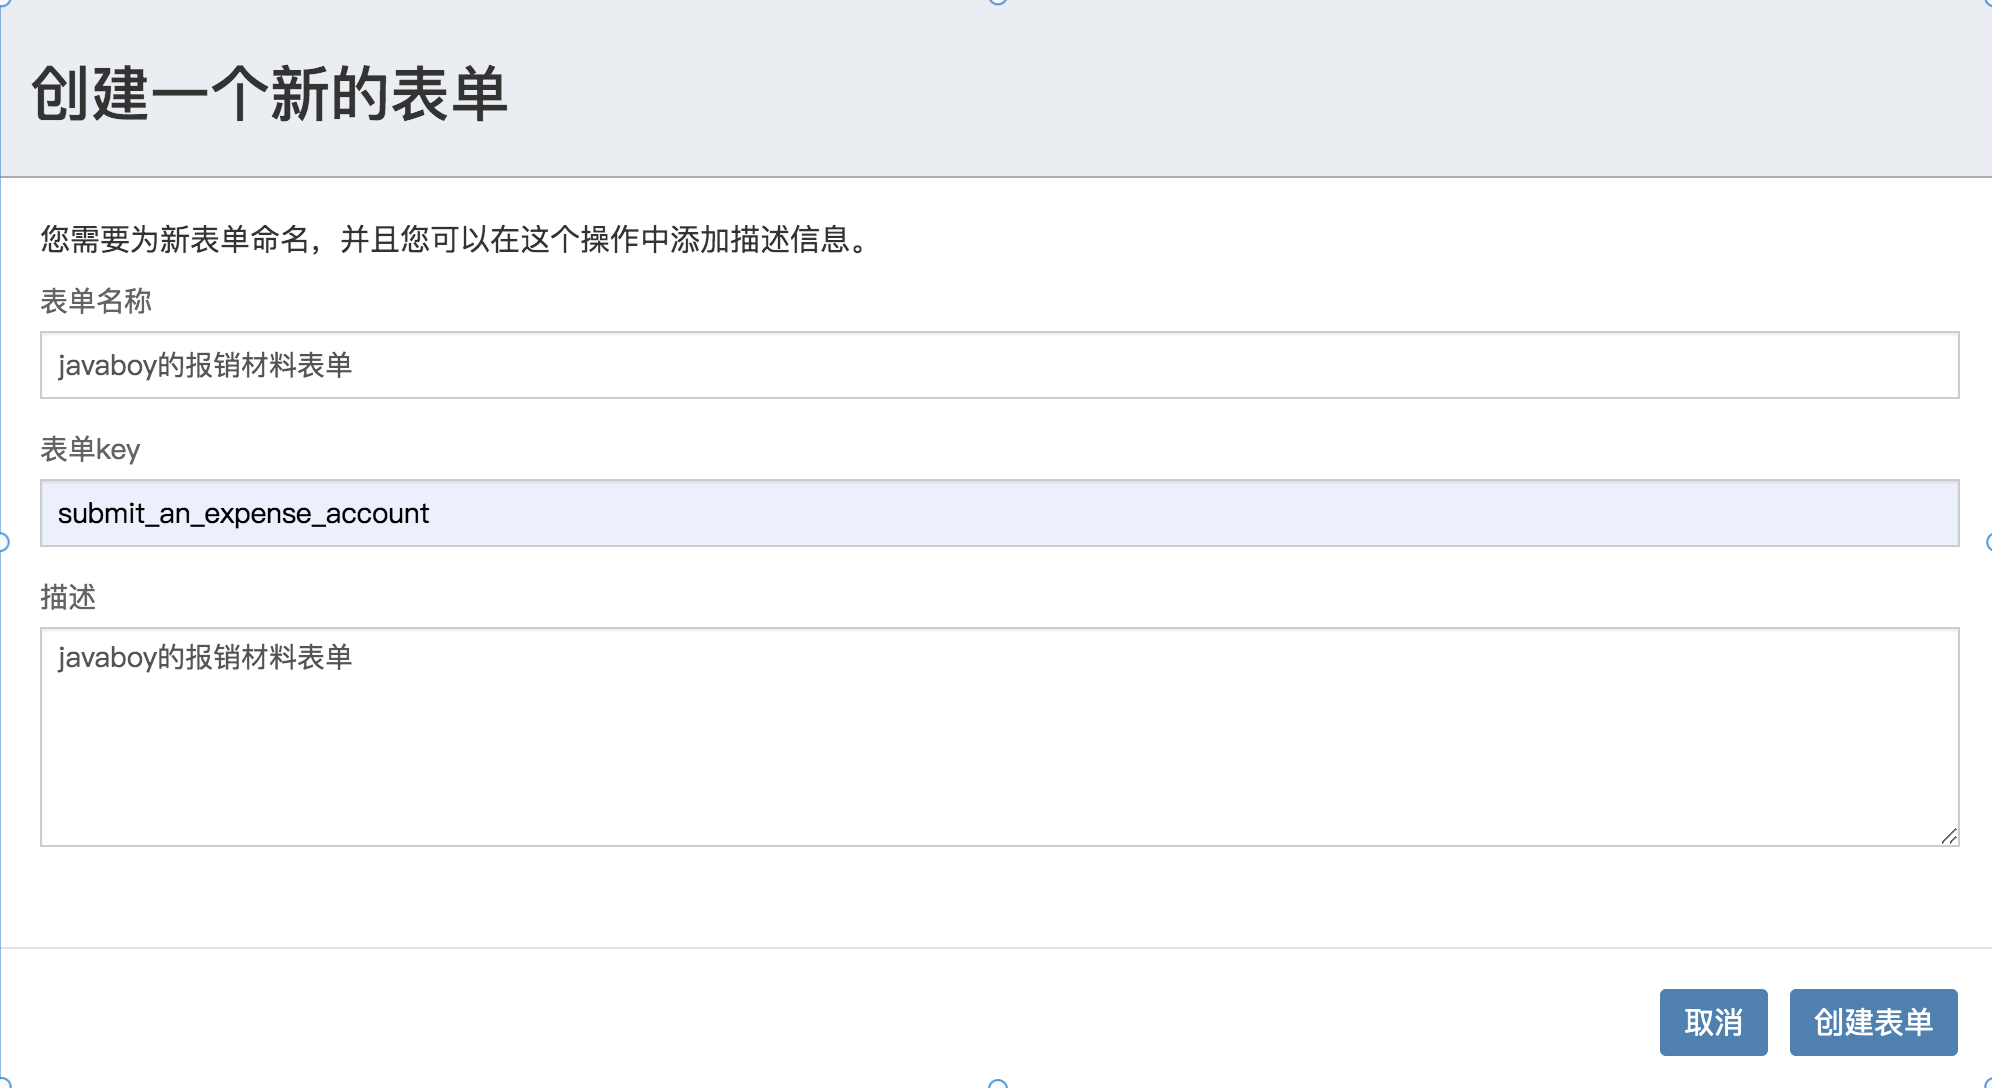 创建一个新的表单
您需要为新表单命名，并且您可以在这个操作中添加描述信息。
表单名称
javaboy的报销材料表单
表单key
submit_an_expense_account
描述
javaboy的报销材料表单
取消
创建表单